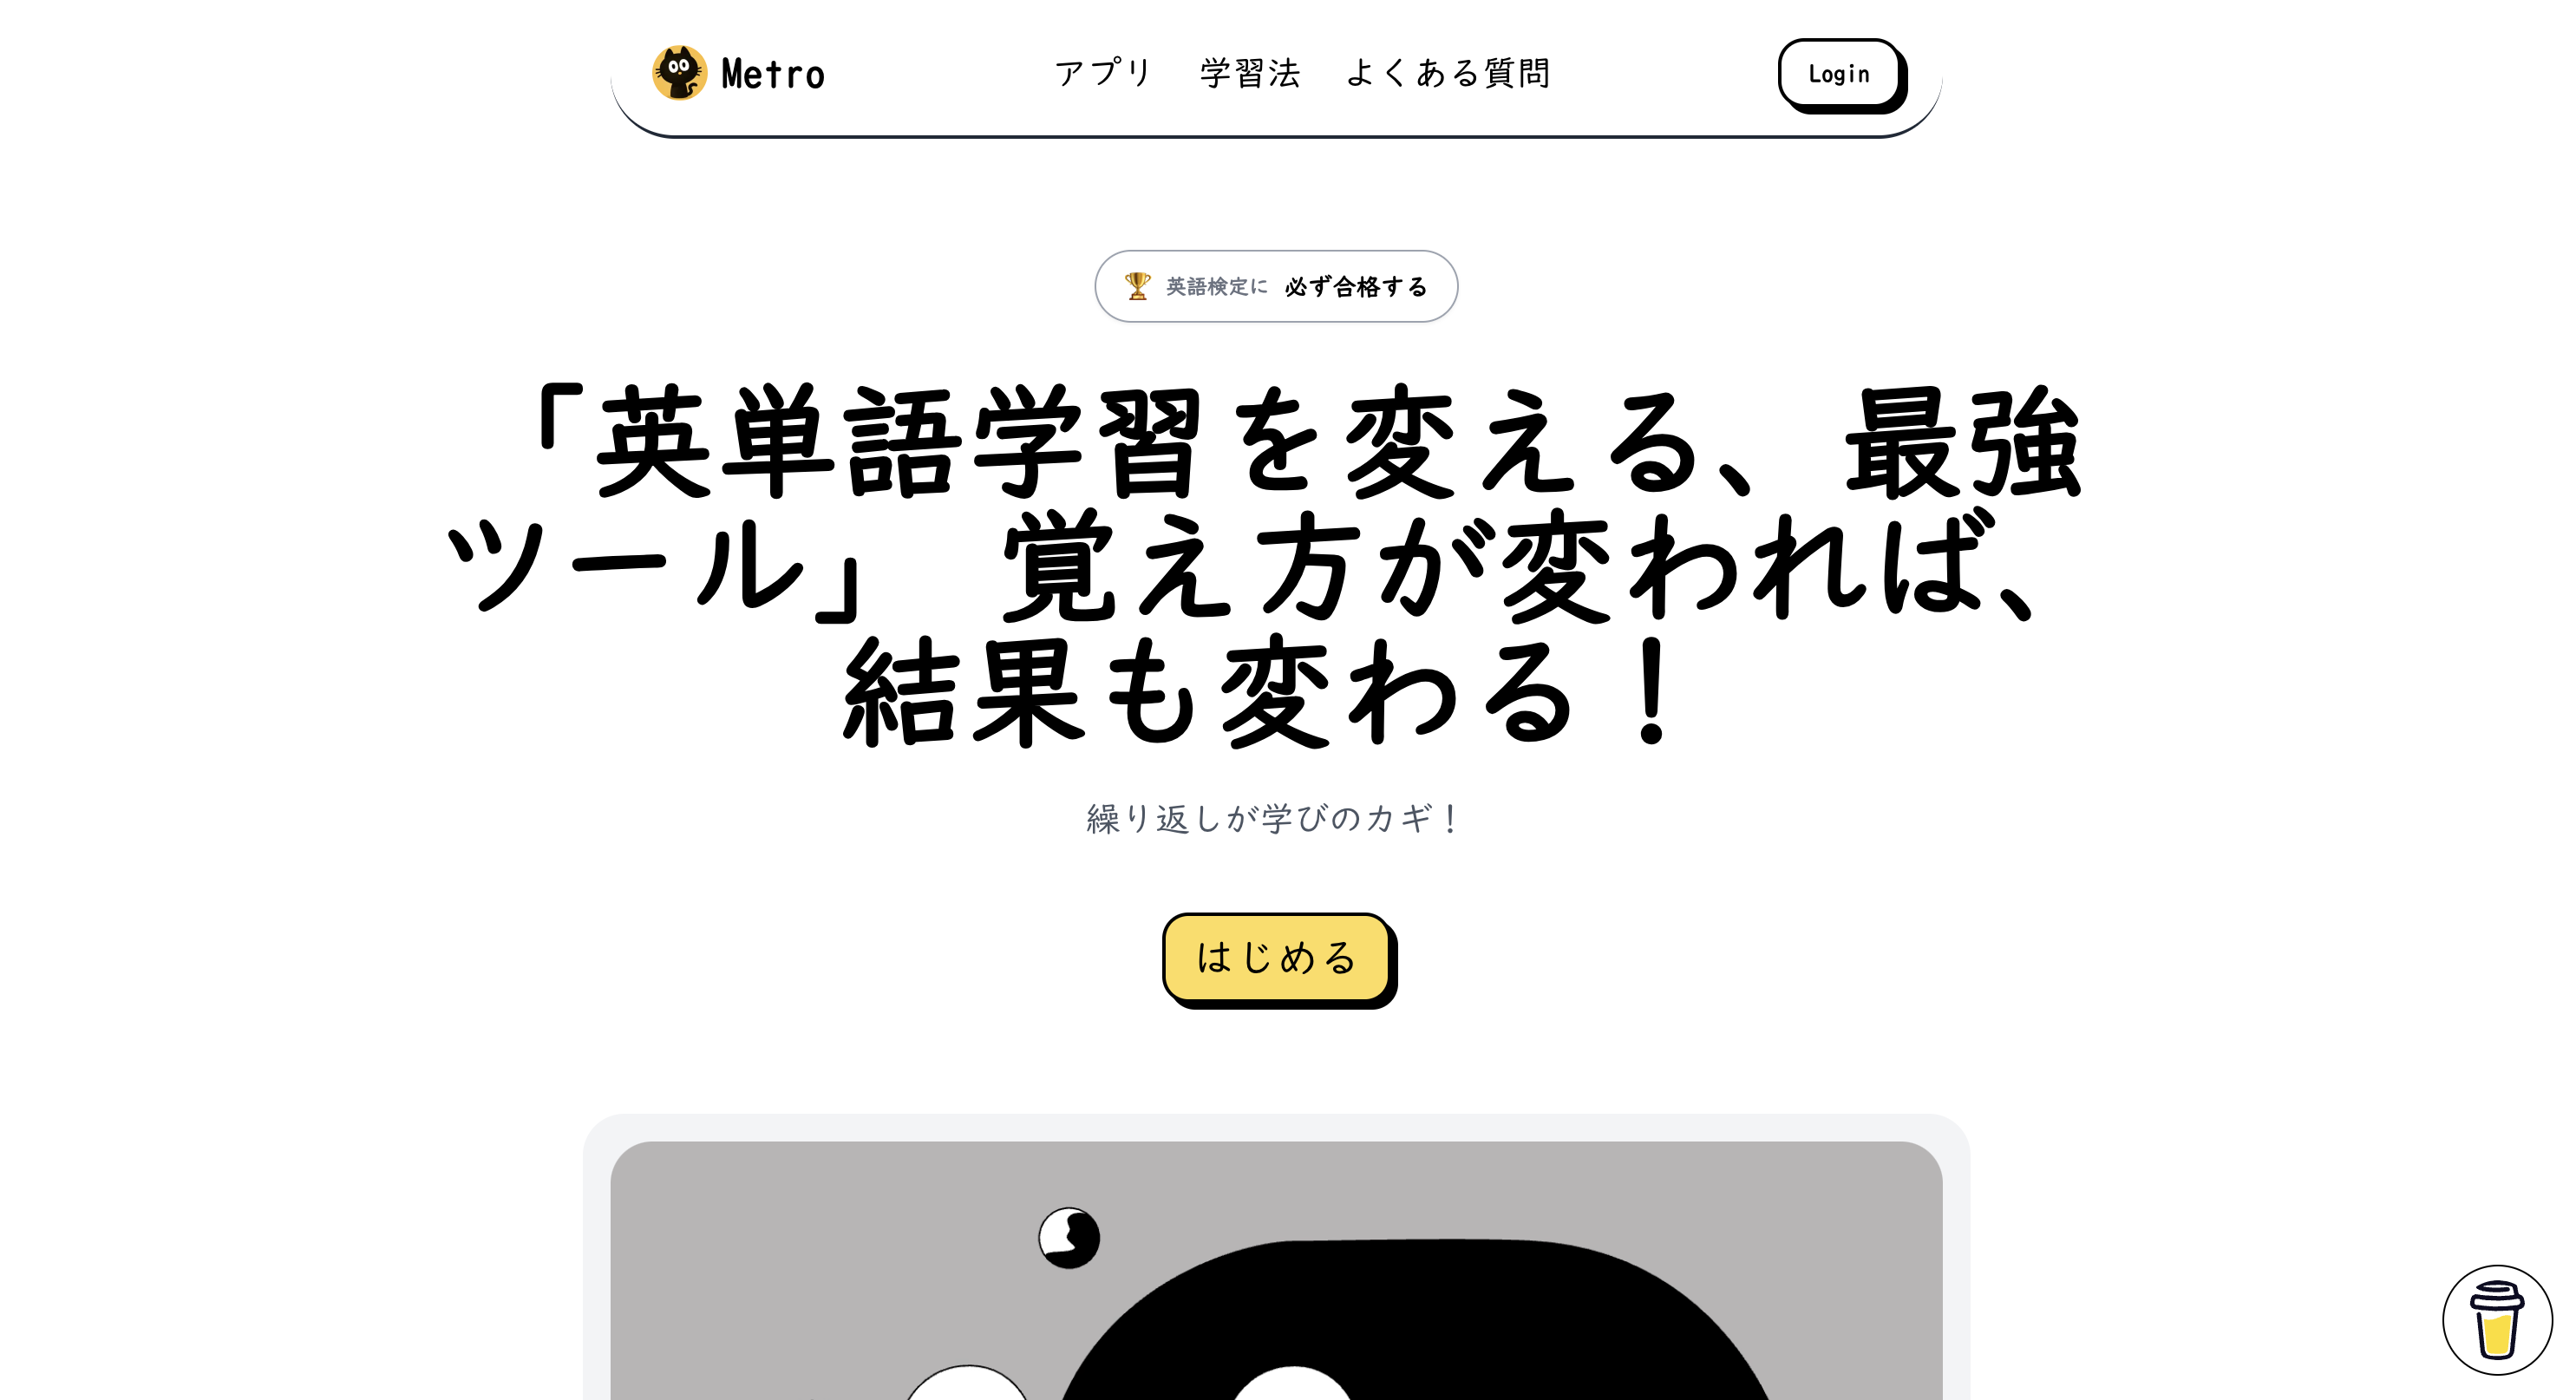 Metro
アプリ 学習法 よくある質問
Login
英語検定に 必ず合格する
「英単語学習を変える、最強
ツール」 覚え方が変われば、
結果も変わる！
繰り返しが学びのカギ！
はじめる